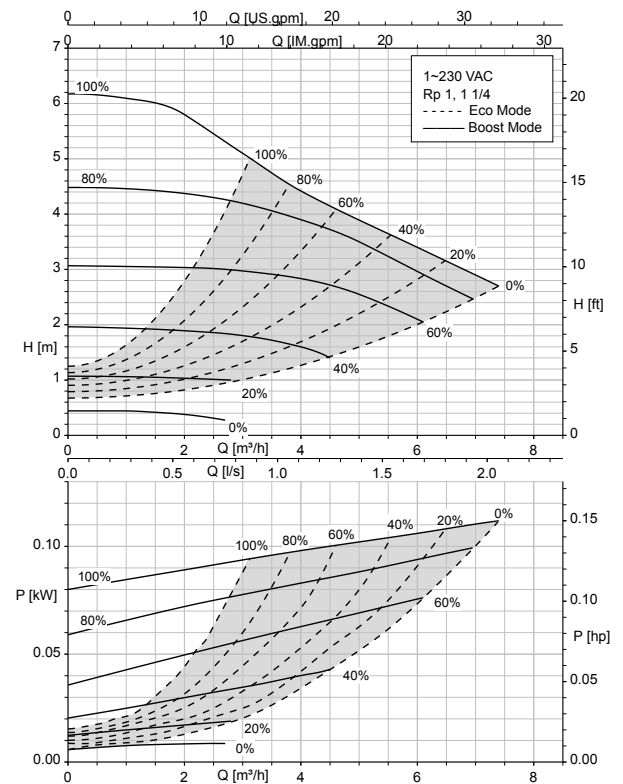 0 10 20 30
Q [US.gpm]
0 10 20 30
Q [IM.gpm]
7
6
5
4
3
2
1
0
H [m]
1~230 VAC
Rp 1, 1 1/4
Eco Mode
Boost Mode
100%
80%
100%
80%
60%
40%
20%
0%
60%
40%
20%
0%
20
15
10
5
0
H [ft]
0 2 4 6 8
Q [m³/h]
0.0 0.5 1.0 1.5 2.0
Q [l/s]
0.10
0.05
0.00
P [kW]
100%
80%
100%
80%
60%
40%
20%
0%
60%
40%
20%
0%
0.15
0.10
0.05
0.00
P [hp]
0 2 4 6 8
Q [m³/h]